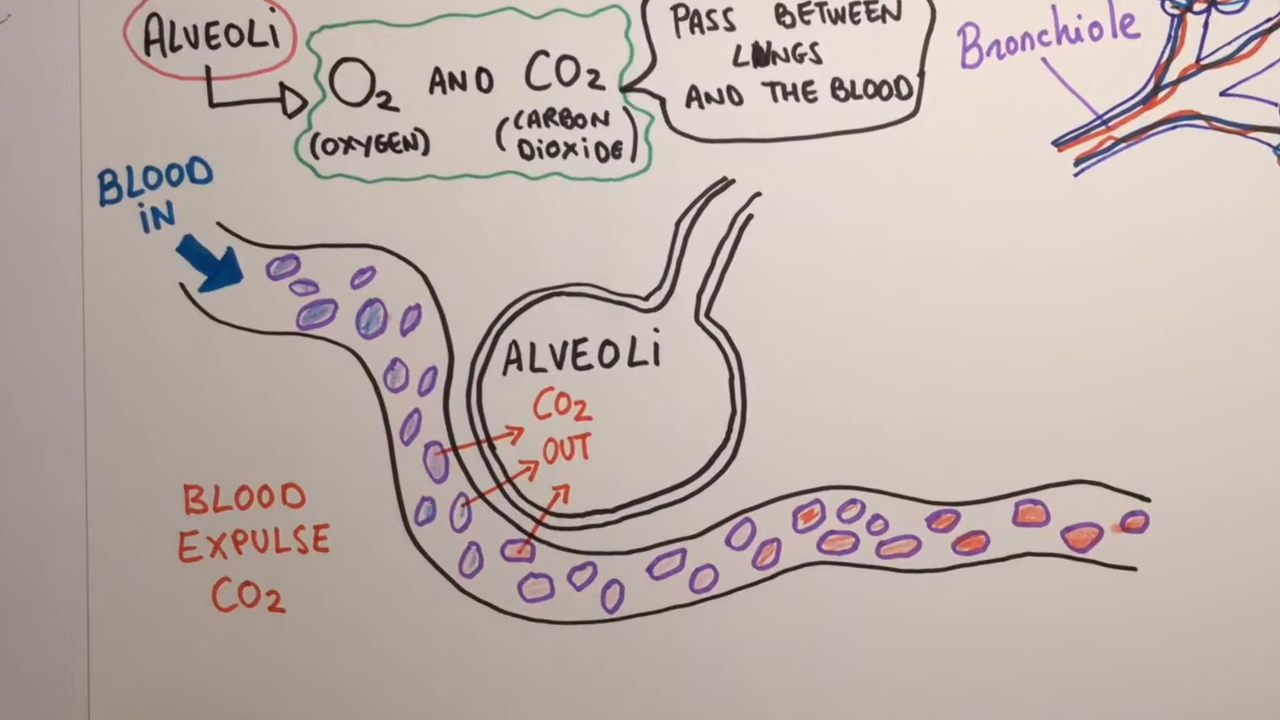 ALVEOLi
O2 AND CO2
(OXYGEN)
(CARBON
DiOXiDE)
PASS BETWEEN
LUNGS
AND THE BLOOD
Bronchiole
BLOOD
iN
ALVEOLi
CO2
OUT
BLOOD
EXPULSE
CO2